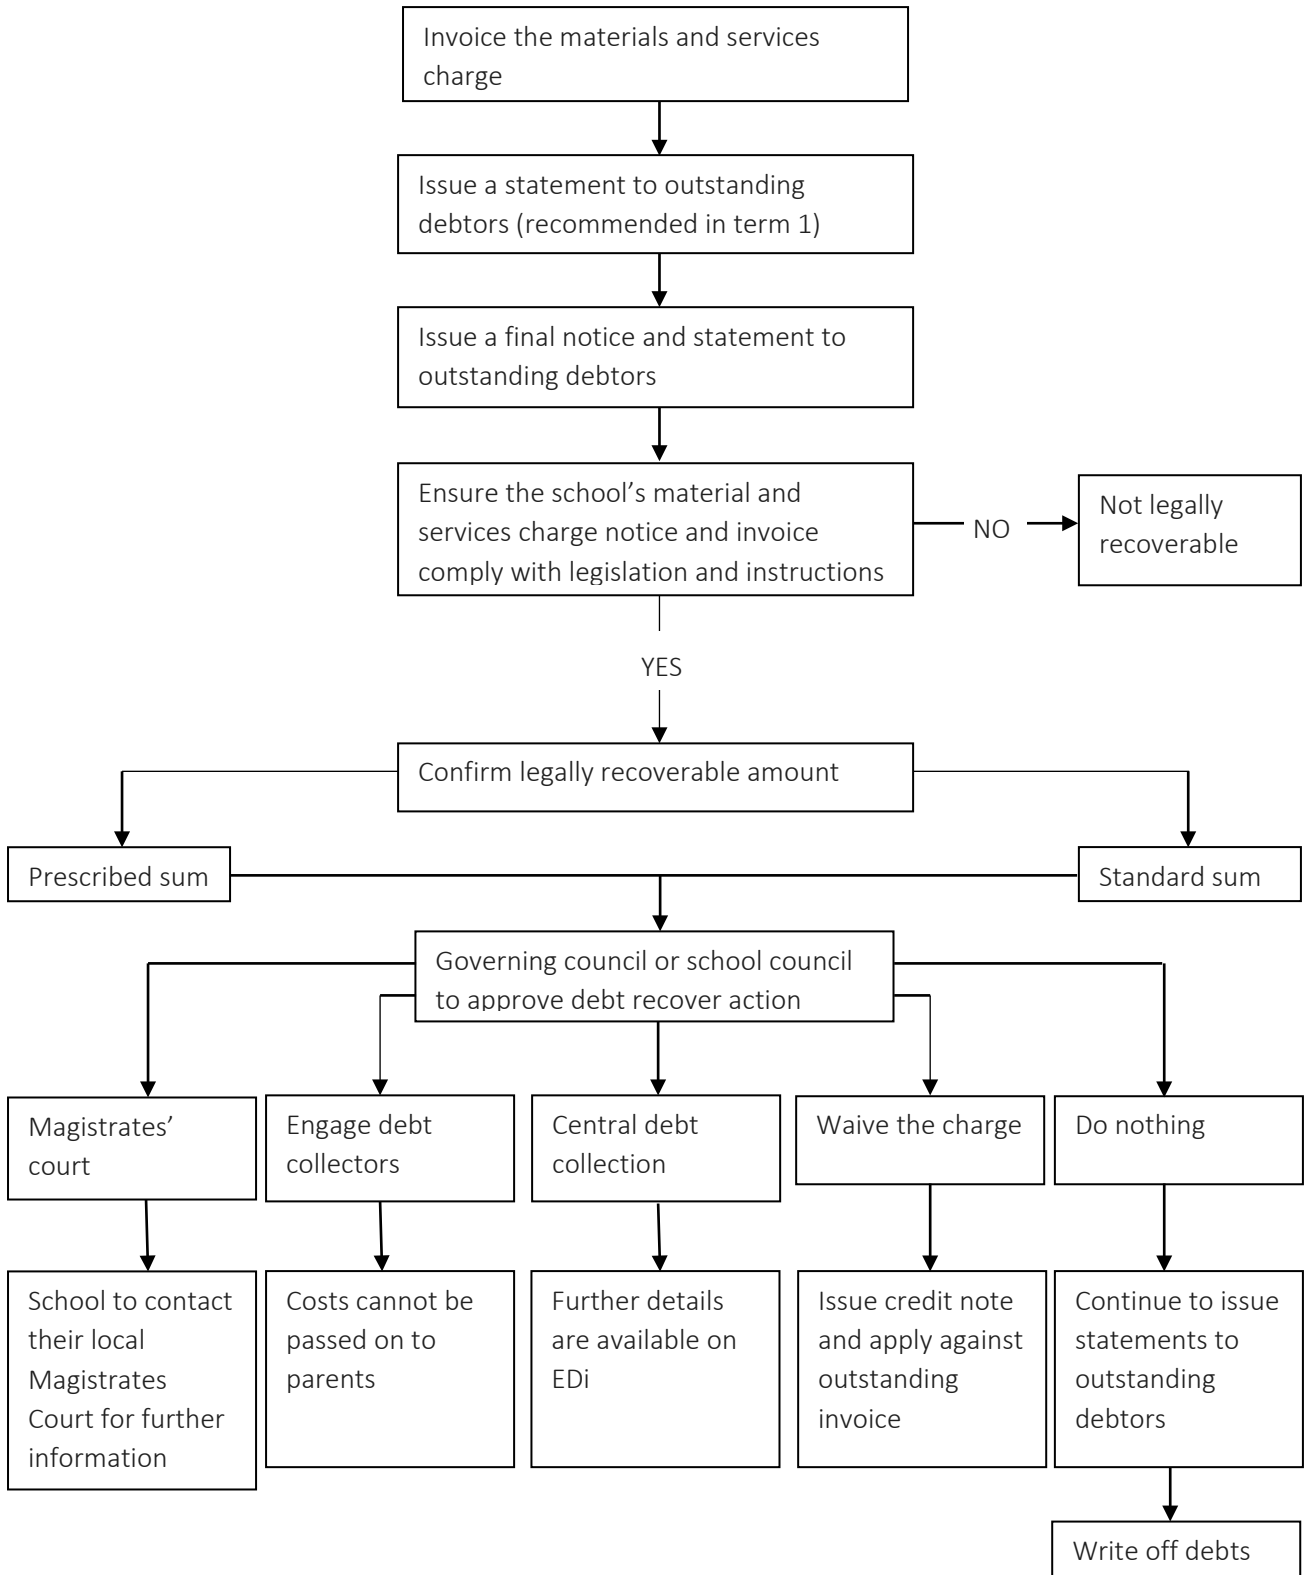 Invoice the materials and services
charge
Issue a statement to outstanding
debtors (recommended in term 1)
Issue a final notice and statement to
outstanding debtors
Ensure the school’s material and
services charge notice and invoice
comply with legislation and instructions
NO
Not legally
recoverable
YES
Confirm legally recoverable amount
Prescribed sum
Standard sum
Governing council or school council
to approve debt recover action
Magistrates’
court
Engage debt
collectors
Central debt
collection
Waive the charge
Do nothing
School to contact
their local
Magistrates
Court for further
information
Costs cannot be
passed on to
parents
Further details
are available on
EDi
Issue credit note
and apply against
outstanding
invoice
Continue to issue
statements to
outstanding
debtors
Write off debts